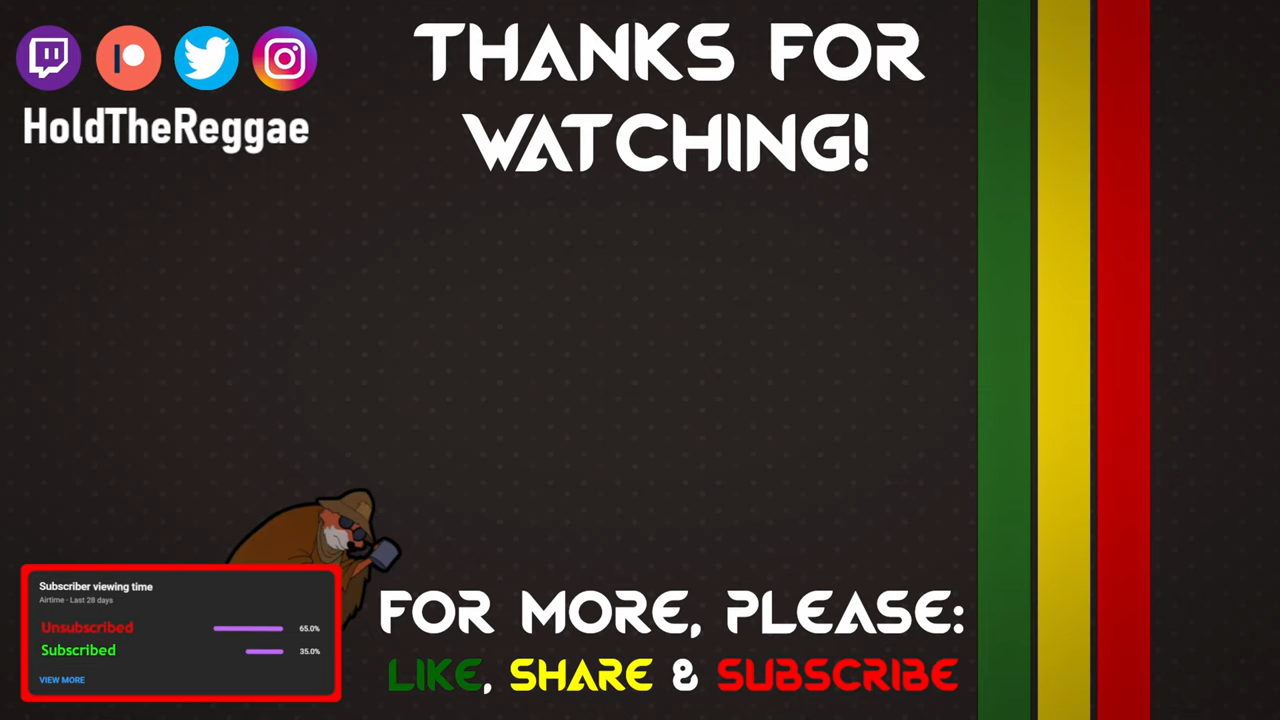 HoldTheReggae
THANKS FOR
WATCHING!
Subscriber viewing time
Airtime · Last 28 days
Unsubscribed 65.0%
Subscribed 35.0%
VIEW MORE
FOR MORE, PLEASE:
LIKE, SHARE & SUBSCRIBE